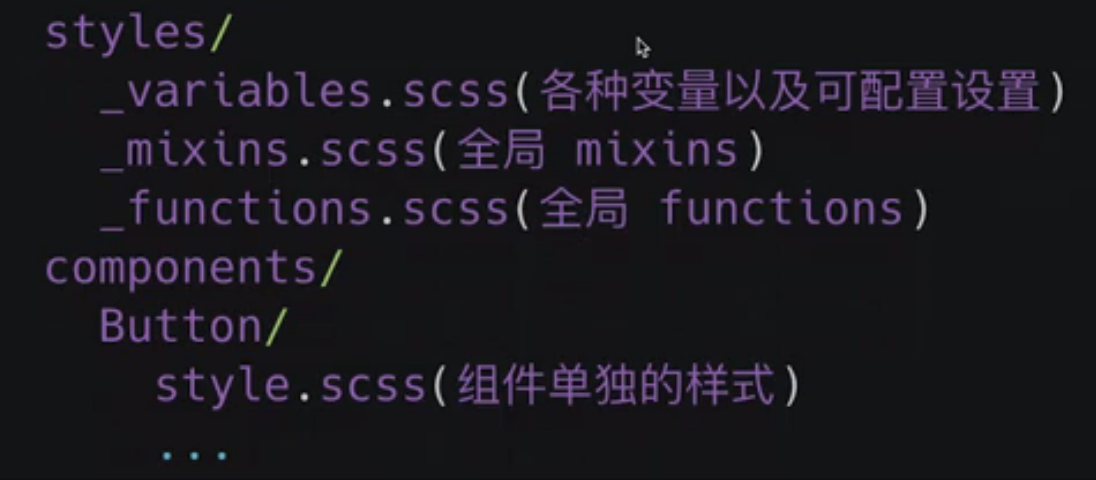 styles/
_variables.scss(各种变量以及可配置设置)
_mixins.scss(全局 mixins)
_functions.scss(全局 functions)
components/
Button/
style.scss(组件单独的样式)
...